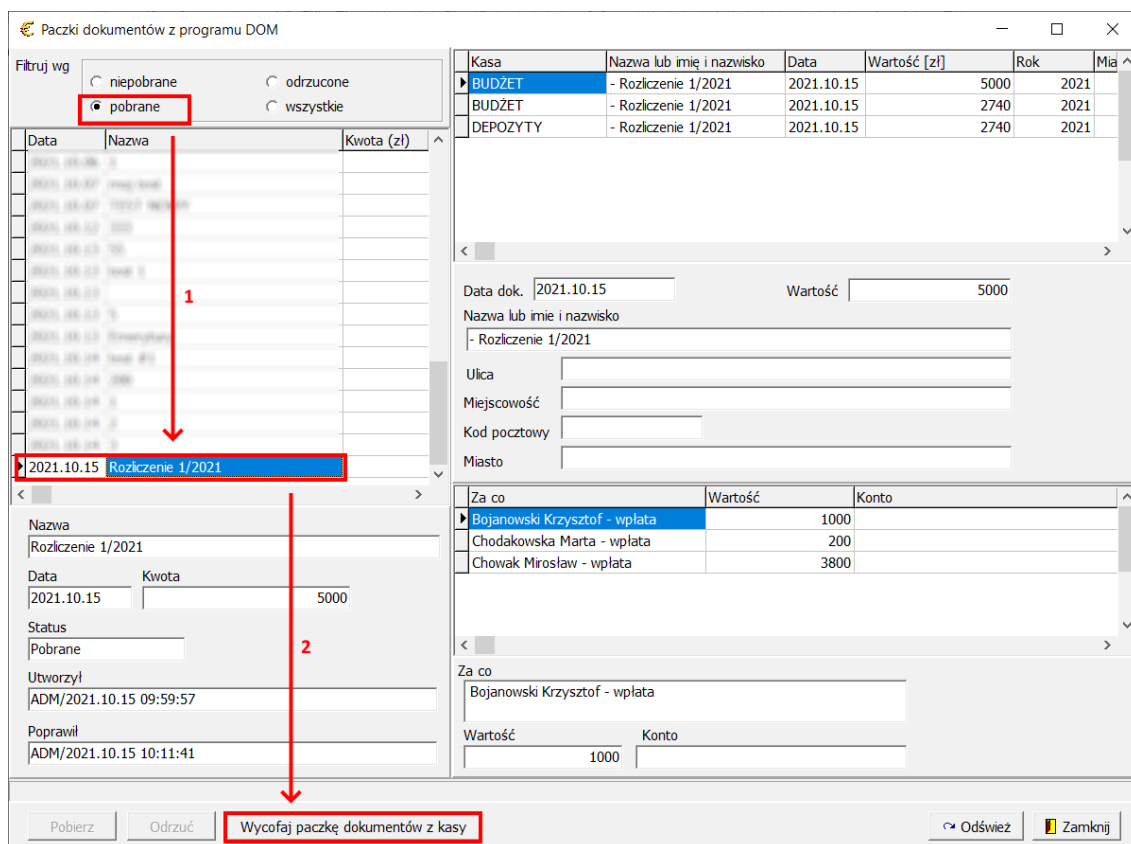 Paczki dokumentów z programu DOM
Filtruj wg
niepobrane odrzucone
pobrane wszystkie
Data Nazwa Kwota (zł)
1
2021.10.15 Rozliczenie 1/2021
Nazwa
Rozliczenie 1/2021
Data Kwota
2021.10.15 5000
Status
Pobrane
2
Utworzył
ADM/2021.10.15 09:59:57
Poprawił
ADM/2021.10.15 10:11:41
Kasa Nazwa lub imię i nazwisko Data Wartość [zł] Rok Mia
BUDŻET - Rozliczenie 1/2021 2021.10.15 5000 2021
BUDŻET - Rozliczenie 1/2021 2021.10.15 2740 2021
DEPOZYTY - Rozliczenie 1/2021 2021.10.15 2740 2021
Data dok. 2021.10.15 Wartość 5000
Nazwa lub imie i nazwisko
- Rozliczenie 1/2021
Ulica
Miejscowość
Kod pocztowy
Miasto
Za co Wartość Konto
Bojanowski Krzysztof - wpłata 1000
Chodakowska Marta - wpłata 200
Chowak Mirosław - wpłata 3800
Za co
Bojanowski Krzysztof - wpłata
Wartość Konto
1000
Pobierz Odrzuć Wycofaj paczkę dokumentów z kasy Odśwież Zamknij